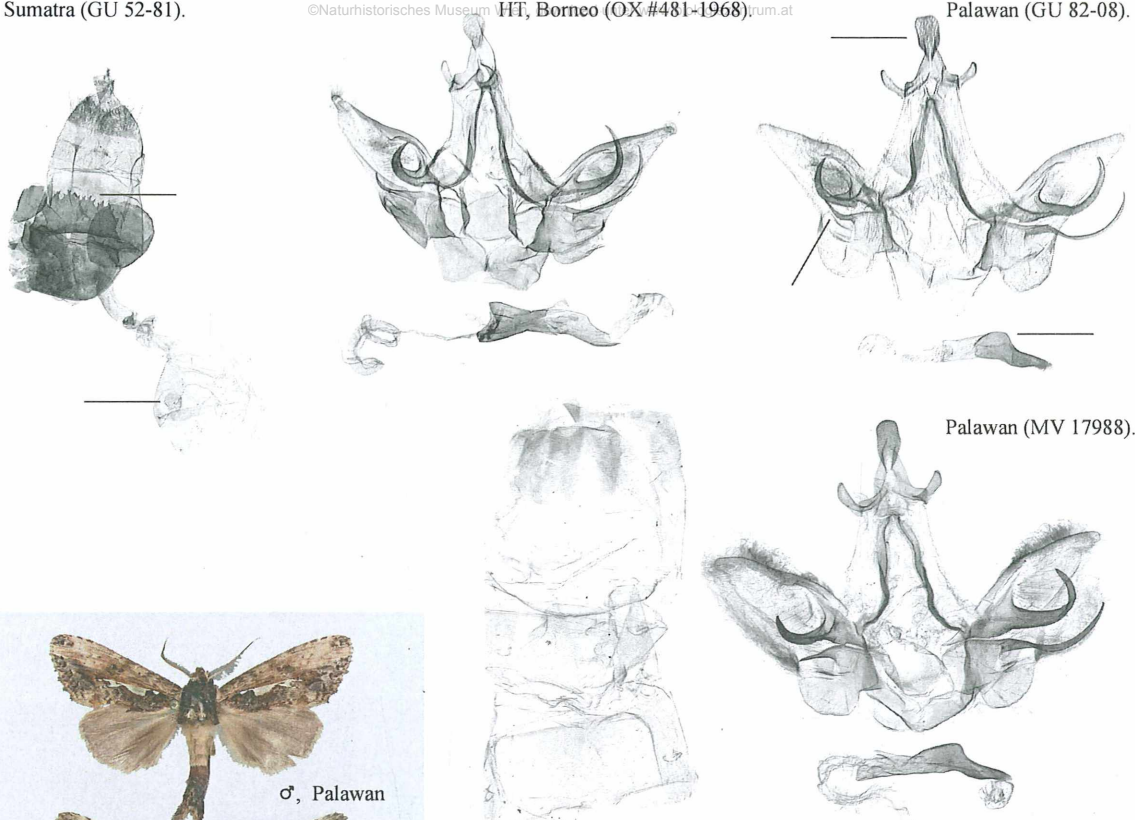 Sumatra (GU 52-81).
©Naturhistorisches Museum
HT, Borneo (OX #481-1968).
Palawan (GU 82-08).
Palawan (MV 17988).
♂, Palawan